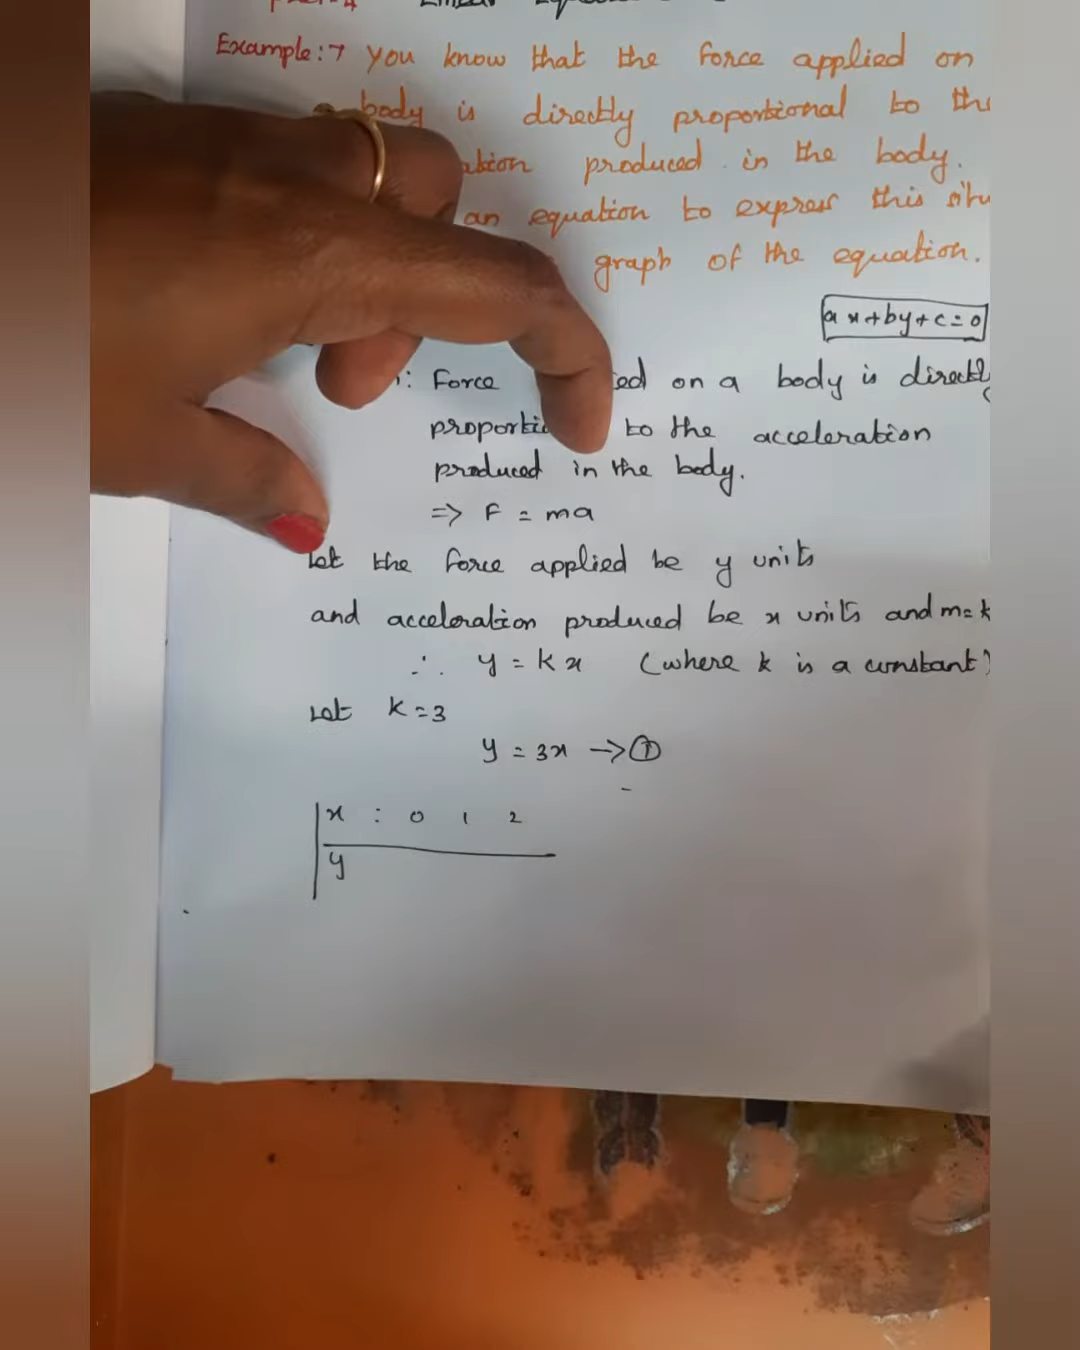 Linear
Example:→ you know that the force applied on
body is directly proportional to the
produced in the body.
an equation to express this situ
graph of the equation.
ax+by+c=0
: Force on a body is directly
to the acceleration
produced in the body.
=> F = ma
Let the force applied be y units
and acceleration produced be x units and m=k
∴ y = kx (where k is a constant)
Let k=3
y = 3x →①
x : 0 1 2
y